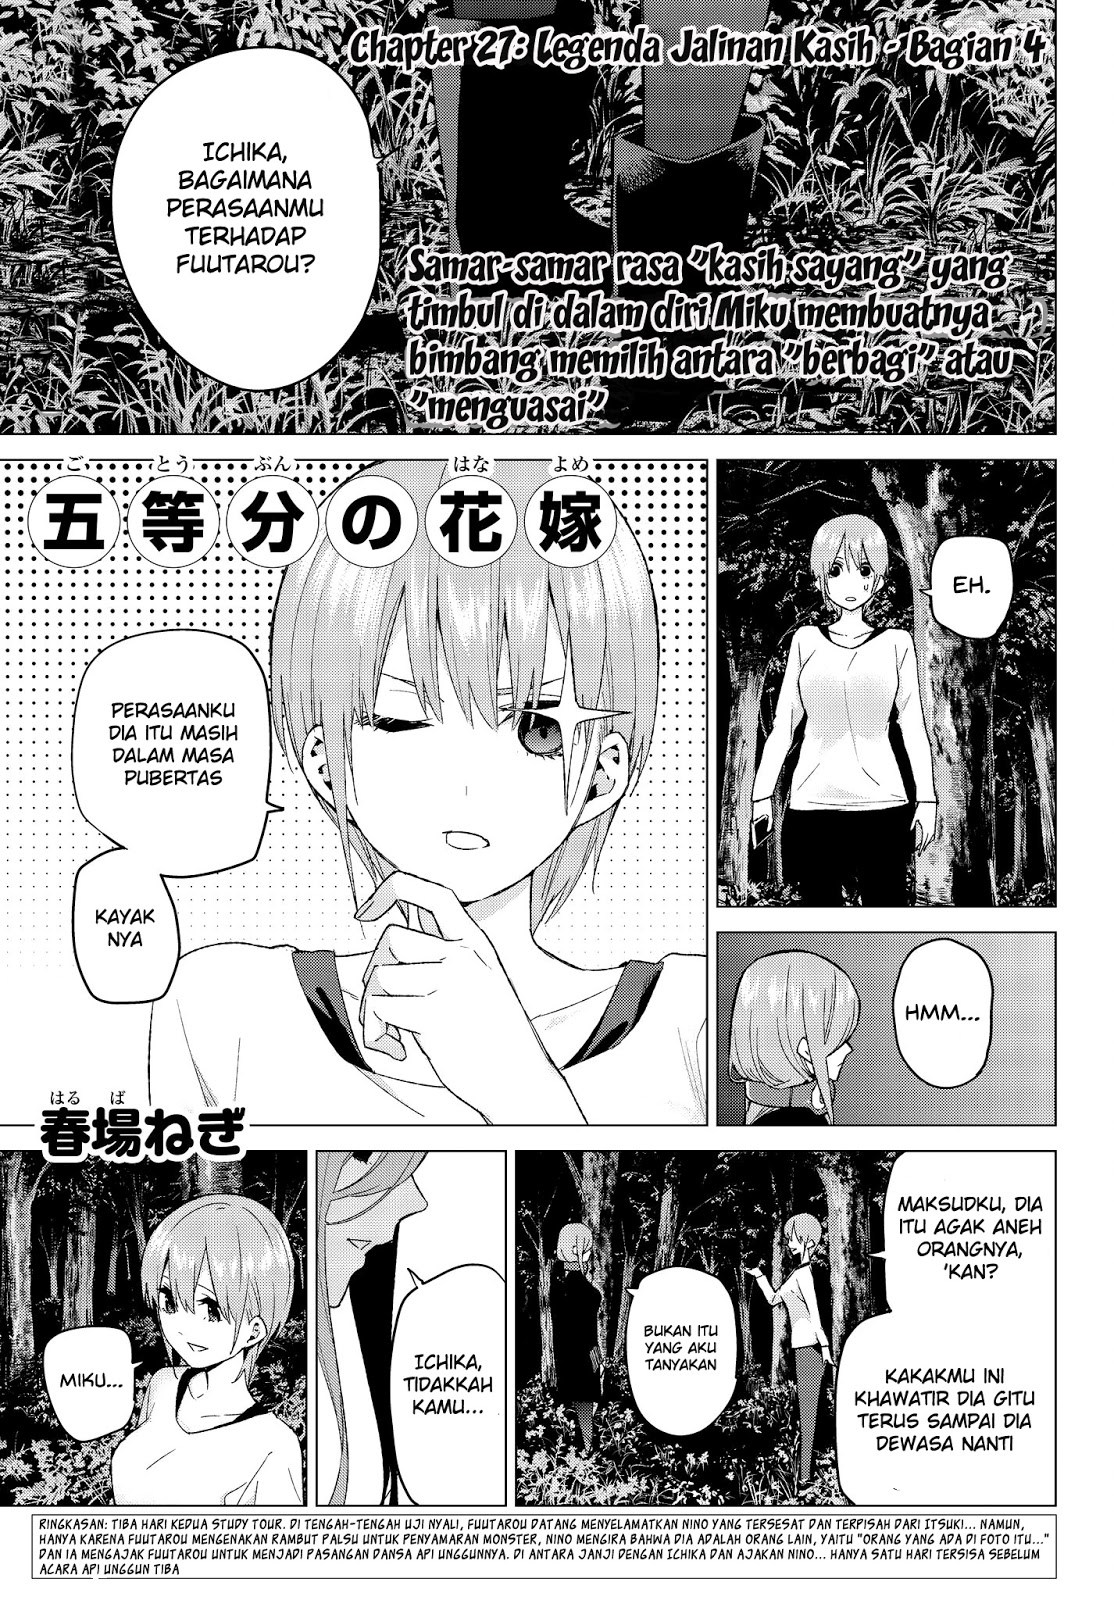 Chapter 27: Legenda Jalinan Kasih - Bagian 4
ICHIKA,
BAGAIMANA
PERASAANMU
TERHADAP
FUUTAROU?
Samar-samar rasa "kasih sayang" yang
timbul di dalam diri Miku membuatnya
bimbang memilih antara "berbagi" atau
"menguasai"
ごとうぶん はなよめ
五等分の花嫁
EH.
PERASAANKU
DIA ITU MASIH
DALAM MASA
PUBERTAS
KAYAK
NYA
HMM...
はるば
春場ねぎ
MAKSUDKU, DIA
ITU AGAK ANEH
ORANGNYA,
'KAN?
BUKAN ITU
YANG AKU
TANYAKAN
KAKAKMU INI
KHAWATIR DIA GITU
TERUS SAMPAI DIA
DEWASA NANTI
ICHIKA,
TIDAKKAH
KAMU...
MIKU...
RINGKASAN: TIBA HARI KEDUA STUDY TOUR. DI TENGAH-TENGAH UJI NYALI, FUUTAROU DATANG MENYELAMATKAN NINO YANG TERSESAT DAN TERPISAH DARI ITSUKI... NAMUN,
HANYA KARENA FUUTAROU MENGENAKAN RAMBUT PALSU UNTUK PENYAMARAN MONSTER, NINO MENGIRA BAHWA DIA ADALAH ORANG LAIN, YAITU "ORANG YANG ADA DI FOTO ITU..."
DAN IA MENGAJAK FUUTAROU UNTUK MENJADI PASANGAN DANSA API UNGGUNNYA. DI ANTARA JANJI DENGAN ICHIKA DAN AJAKAN NINO... HANYA SATU HARI TERSISA SEBELUM
ACARA API UNGGUN TIBA